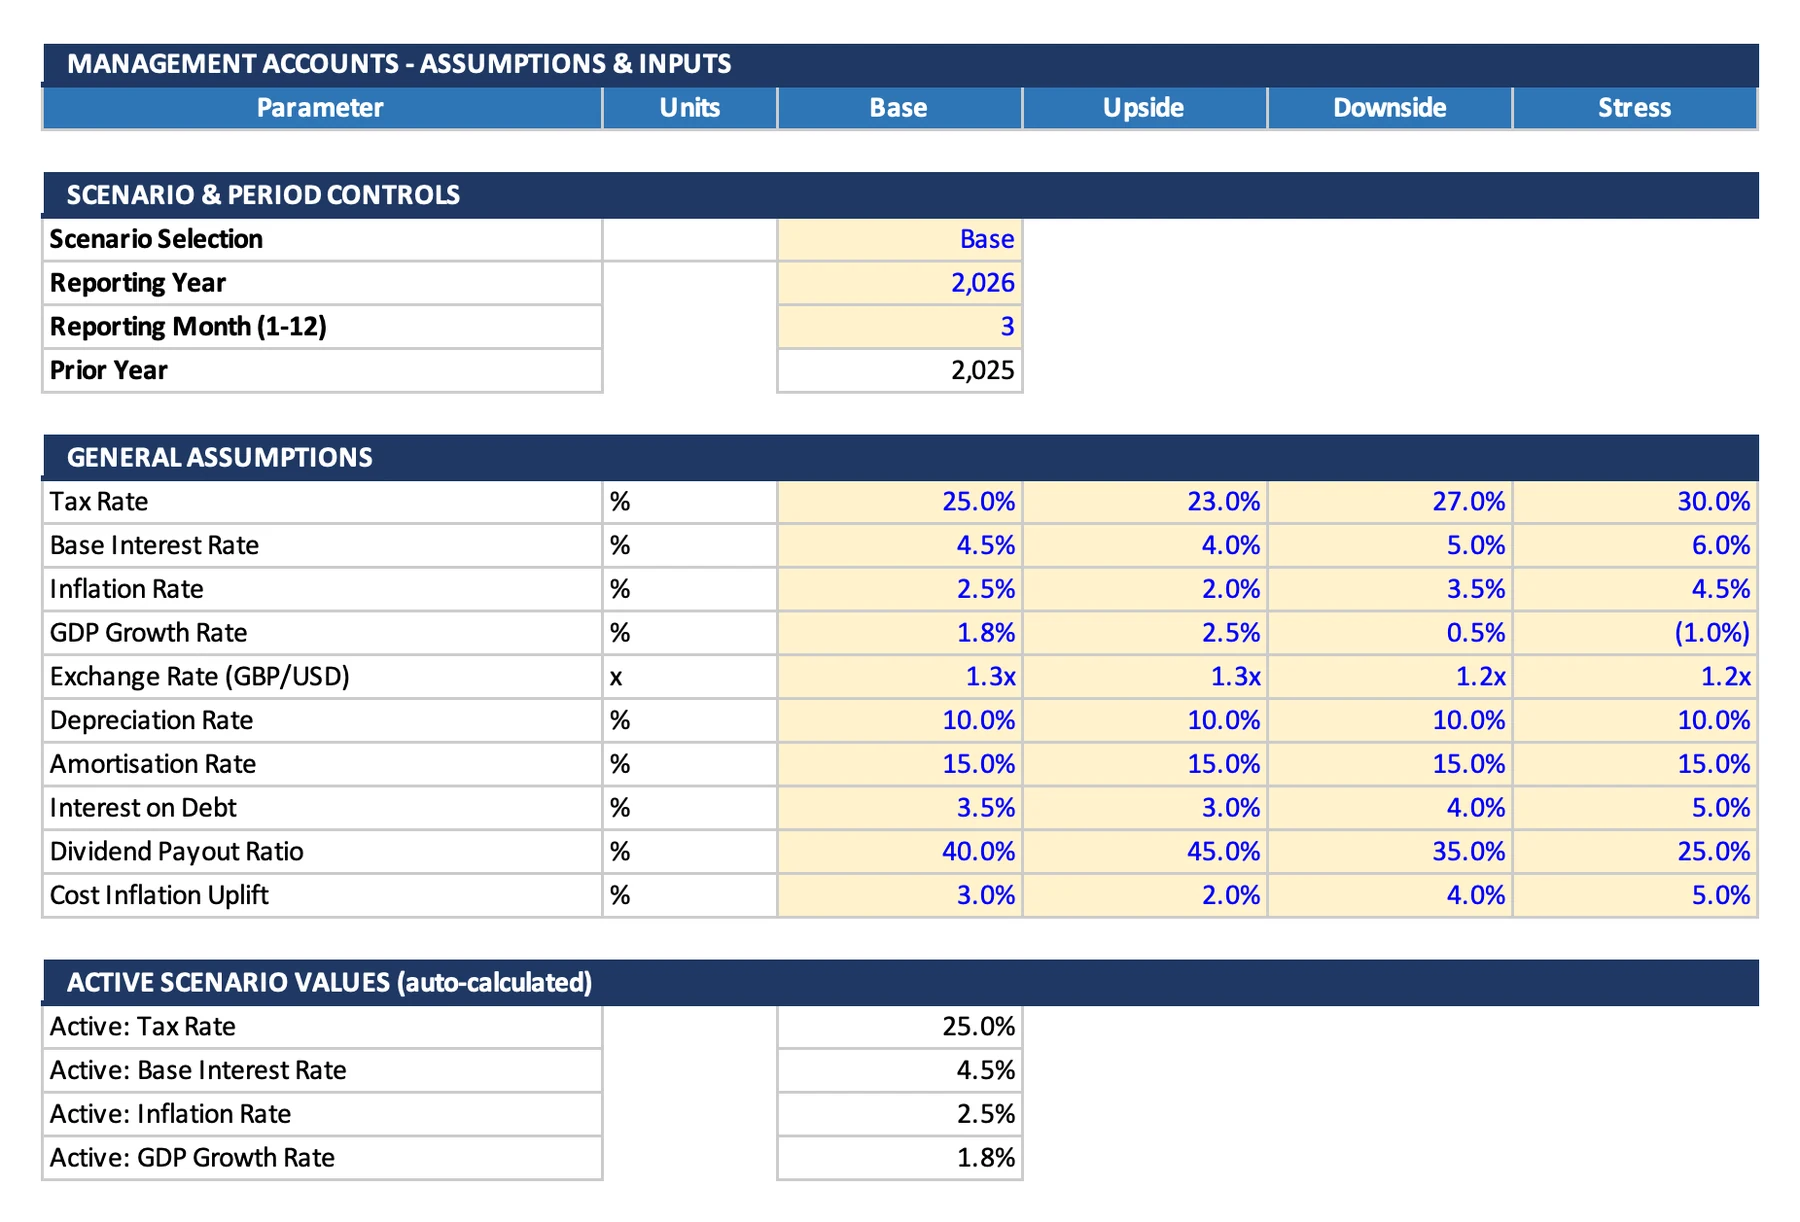 MANAGEMENT ACCOUNTS - ASSUMPTIONS & INPUTS
Parameter Units Base Upside Downside Stress
SCENARIO & PERIOD CONTROLS
Scenario Selection Base
Reporting Year 2,026
Reporting Month (1-12) 3
Prior Year 2,025
GENERAL ASSUMPTIONS
Tax Rate % 25.0% 23.0% 27.0% 30.0%
Base Interest Rate % 4.5% 4.0% 5.0% 6.0%
Inflation Rate % 2.5% 2.0% 3.5% 4.5%
GDP Growth Rate % 1.8% 2.5% 0.5% (1.0%)
Exchange Rate (GBP/USD) x 1.3x 1.3x 1.2x 1.2x
Depreciation Rate % 10.0% 10.0% 10.0% 10.0%
Amortisation Rate % 15.0% 15.0% 15.0% 15.0%
Interest on Debt % 3.5% 3.0% 4.0% 5.0%
Dividend Payout Ratio % 40.0% 45.0% 35.0% 25.0%
Cost Inflation Uplift % 3.0% 2.0% 4.0% 5.0%
ACTIVE SCENARIO VALUES (auto-calculated)
Active: Tax Rate 25.0%
Active: Base Interest Rate 4.5%
Active: Inflation Rate 2.5%
Active: GDP Growth Rate 1.8%